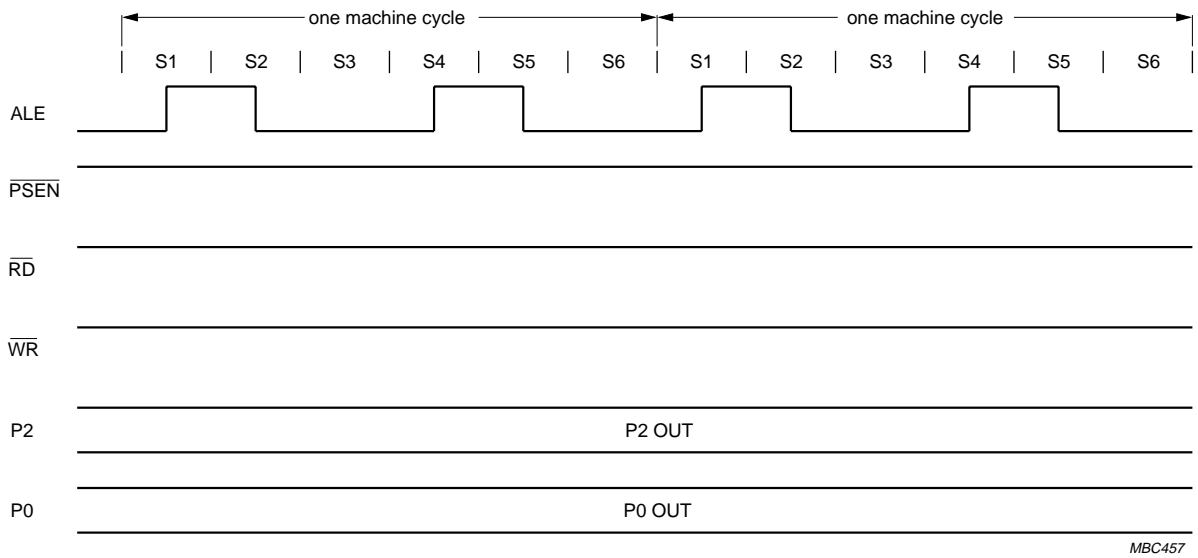 one machine cycle one machine cycle
S1 S2 S3 S4 S5 S6 S1 S2 S3 S4 S5 S6
ALE
PSEN
RD
WR
P2 P2 OUT
P0 P0 OUT
MBC457